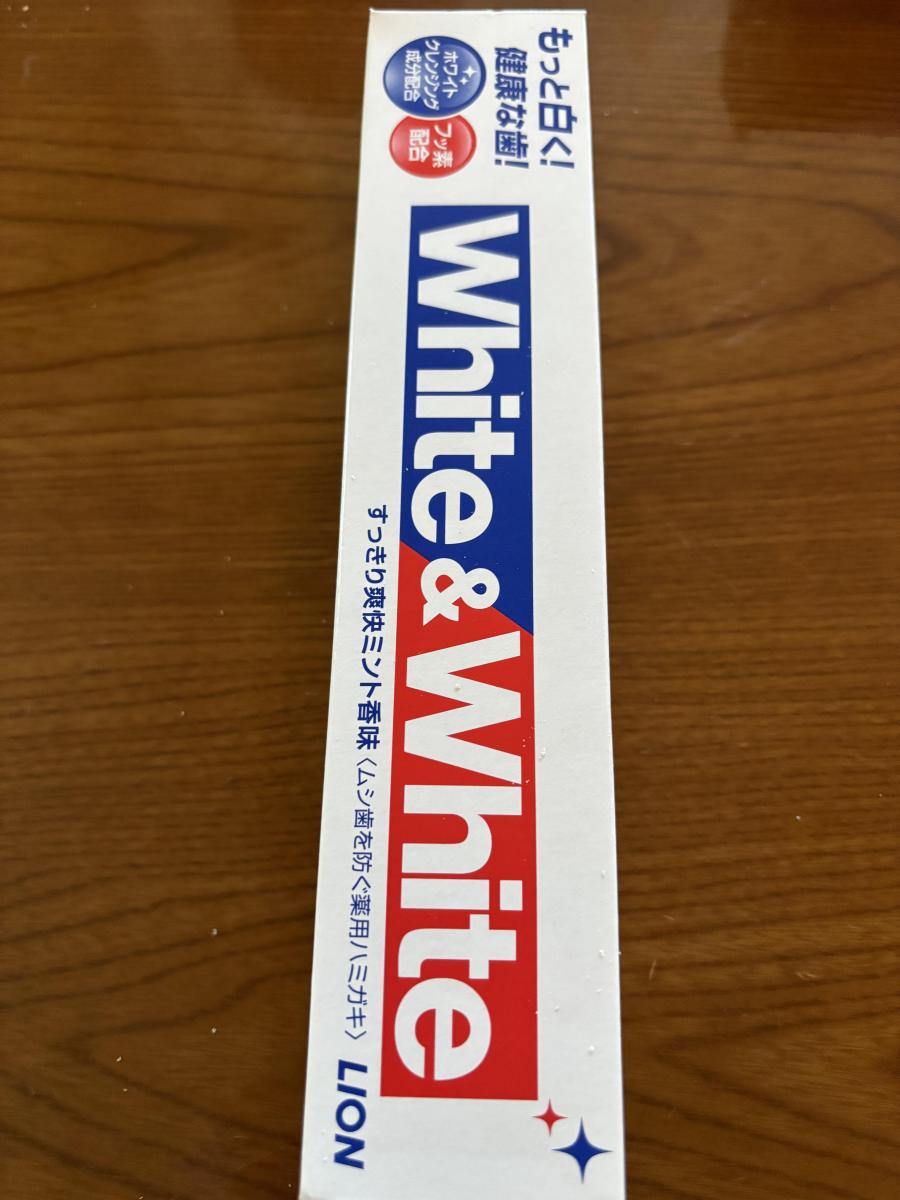 もっと白く!
健康な歯!
ホワイト
クレンジング
成分配合
フッ素
配合
White & White
すっきり爽快ミント香味〈ムシ歯を防ぐ薬用ハミガキ〉
LION